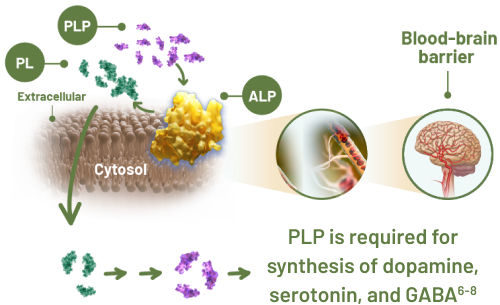 PLP
PL
Extracellular
ALP
Blood-brain
barrier
Cytosol
PLP is required for
synthesis of dopamine,
serotonin, and GABA⁶⁻⁸